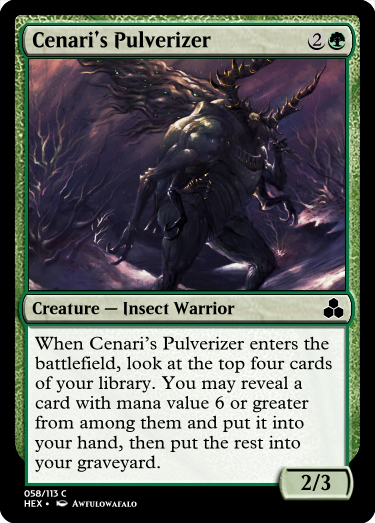 Cenari's Pulverizer 2
Creature — Insect Warrior
When Cenari's Pulverizer enters the
battlefield, look at the top four cards
of your library. You may reveal a
card with mana value 6 or greater
from among them and put it into
your hand, then put the rest into
your graveyard.
2/3
058/113 C
HEX • Awfulowafalo